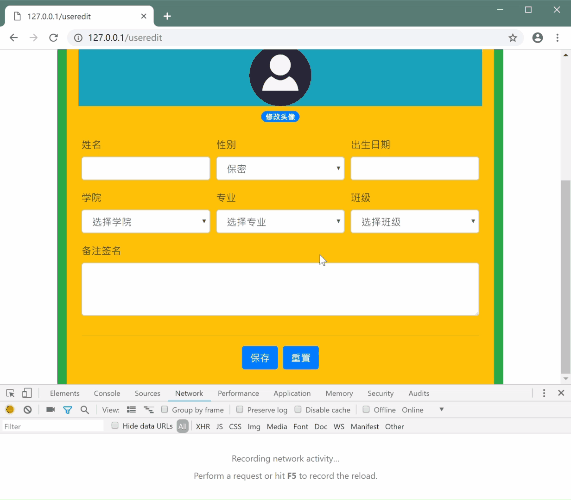 127.0.0.1/useredit
127.0.0.1/useredit
修改头像
姓名 性别 出生日期
保密
学院 专业 班级
选择学院 选择专业 选择班级
备注签名
保存 重置
Elements Console Sources Network Performance Application Memory Security Audits
View: Group by frame Preserve log Disable cache Offline Online
Filter Hide data URLs All XHR JS CSS Img Media Font Doc WS Manifest Other
Recording network activity...
Perform a request or hit F5 to record the reload.